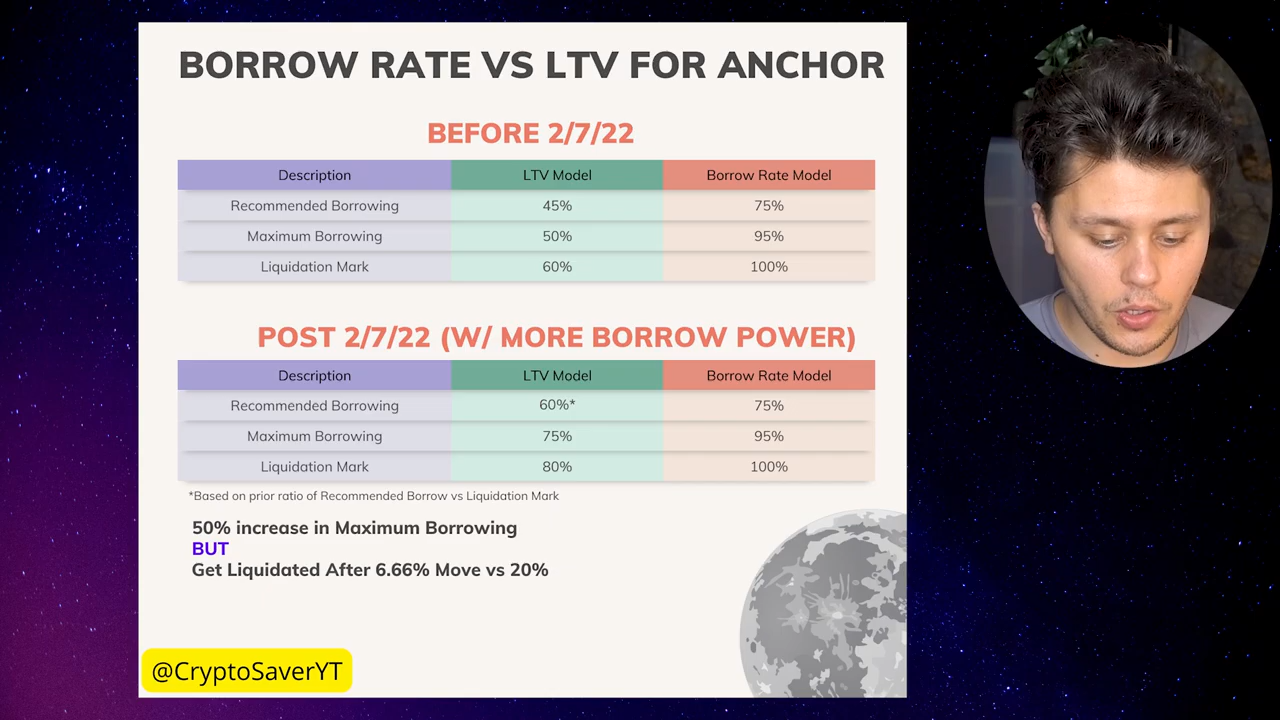 BORROW RATE VS LTV FOR ANCHOR
BEFORE 2/7/22
Description LTV Model Borrow Rate Model
Recommended Borrowing 45% 75%
Maximum Borrowing 50% 95%
Liquidation Mark 60% 100%
POST 2/7/22 (W/ MORE BORROW POWER)
Description LTV Model Borrow Rate Model
Recommended Borrowing 60%* 75%
Maximum Borrowing 75% 95%
Liquidation Mark 80% 100%
*Based on prior ratio of Recommended Borrow vs Liquidation Mark
50% increase in Maximum Borrowing
BUT
Get Liquidated After 6.66% Move vs 20%
@CryptoSaverYT